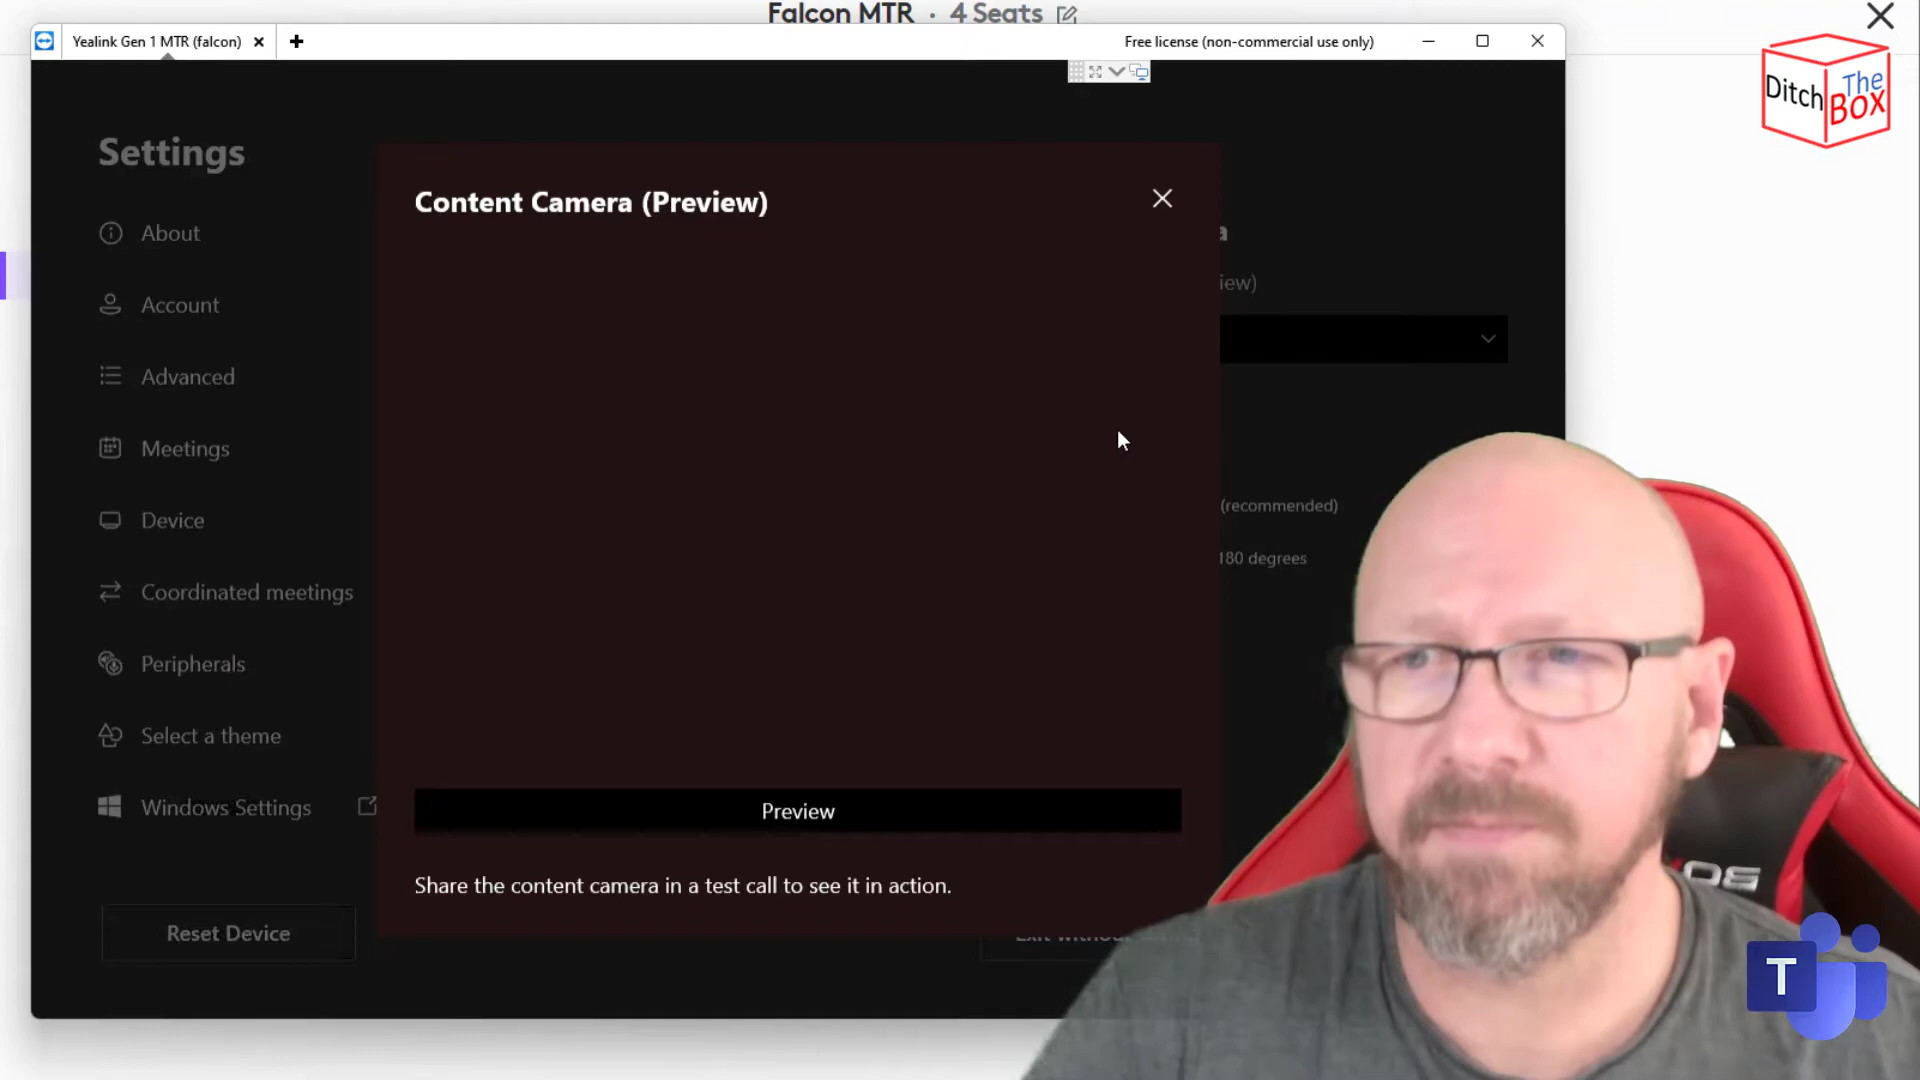 Falcon MTR · 4 Seats
Yealink Gen 1 MTR (falcon)
Free license (non-commercial use only)
Ditch The BOX
Settings
Content Camera (Preview)
About
Account
iew)
Advanced
Meetings
(recommended)
Device
180 degrees
Coordinated meetings
Peripherals
Select a theme
Windows Settings
Preview
Share the content camera in a test call to see it in action.
Reset Device
T